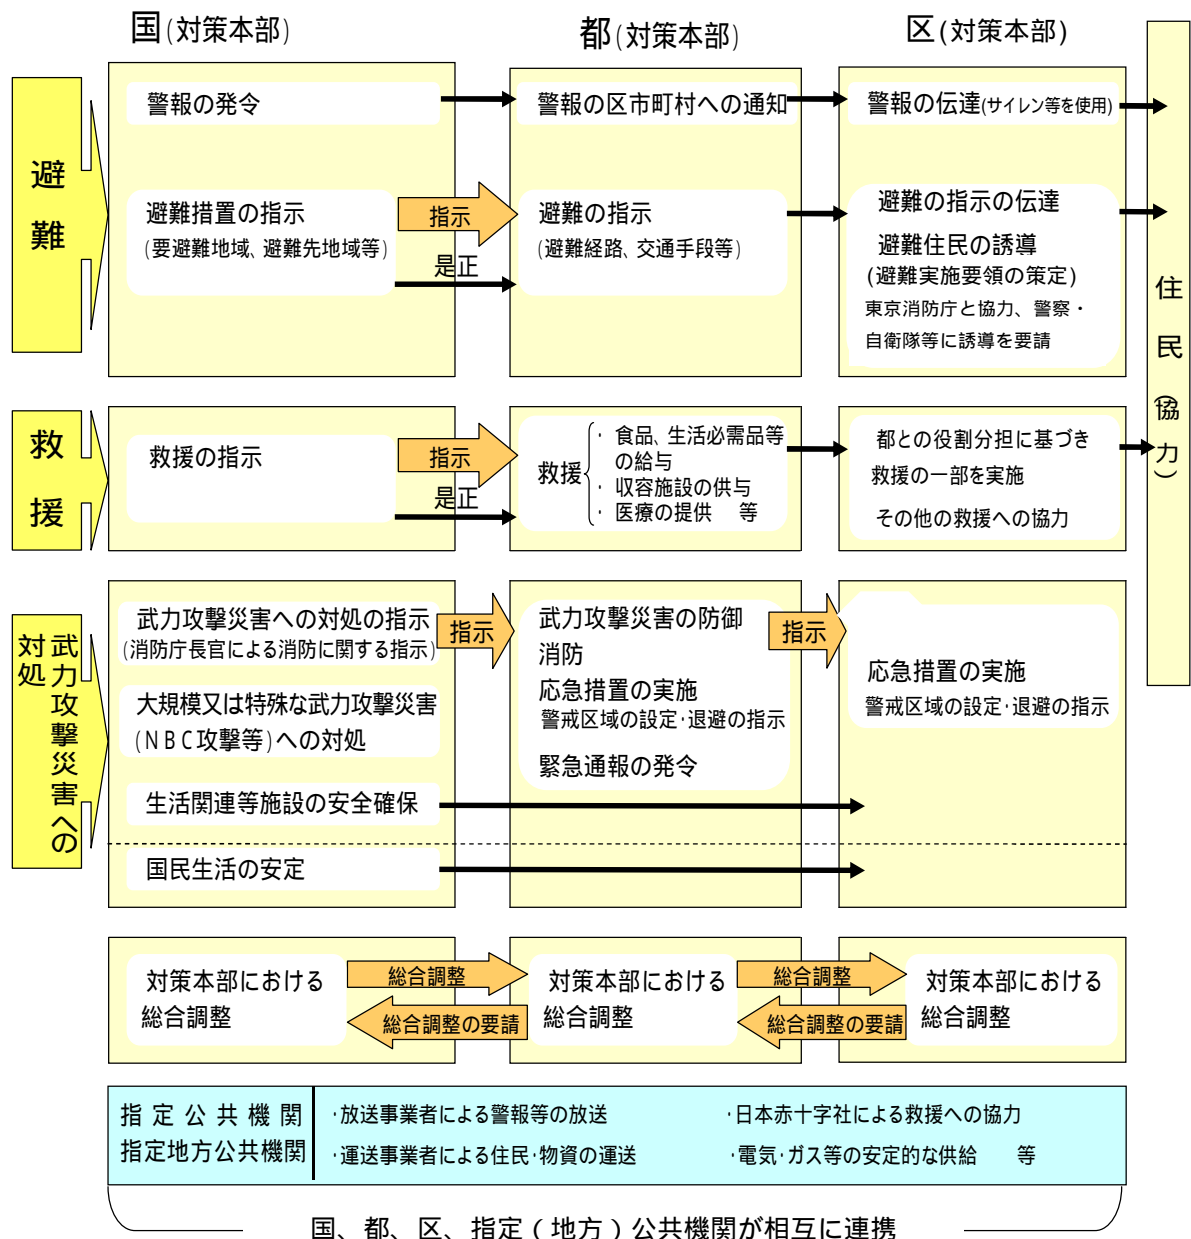 国(対策本部)
都(対策本部)
区(対策本部)
避難
警報の発令
警報の区市町村への通知
警報の伝達(サイレン等を使用)
避難措置の指示
(要避難地域、避難先地域等)
指示
是正
避難の指示
(避難経路、交通手段等)
避難の指示の伝達
避難住民の誘導
(避難実施要領の策定)
東京消防庁と協力、警察・
自衛隊等に誘導を要請
住民(協力)
救援
救援の指示
指示
是正
救援
・ 食品、生活必需品等
の給与
・ 収容施設の供与
・ 医療の提供 等
都との役割分担に基づき
救援の一部を実施
その他の救援への協力
武力攻撃災害への
対処
武力攻撃災害への対処の指示
(消防庁長官による消防に関する指示)
指示
大規模又は特殊な武力攻撃災害
(NBC攻撃等)への対処
生活関連等施設の安全確保
国民生活の安定
武力攻撃災害の防御
消防
応急措置の実施
警戒区域の設定・退避の指示
緊急通報の発令
指示
応急措置の実施
警戒区域の設定・退避の指示
対策本部における
総合調整
総合調整
総合調整の要請
対策本部における
総合調整
総合調整
総合調整の要請
対策本部における
総合調整
指定公共機関
指定地方公共機関
・放送事業者による警報等の放送
・日本赤十字社による救援への協力
・運送事業者による住民・物資の運送
・電気・ガス等の安定的な供給 等
国、都、区、指定(地方)公共機関が相互に連携